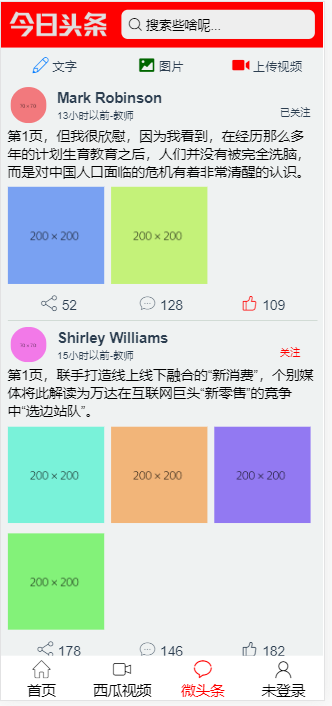 今日头条 搜索些啥呢...
文字 图片 上传视频
Mark Robinson
13小时以前-教师 已关注
第1页，但我很欣慰，因为我看到，在经历那么多
年的计划生育教育之后，人们并没有被完全洗脑，
而是对中国人口面临的危机有着非常清醒的认识。
200 × 200 200 × 200
52 128 109
Shirley Williams
15小时以前-教师 关注
第1页，联手打造线上线下融合的“新消费”，个别媒
体将此解读为万达在互联网巨头“新零售”的竞争
中“选边站队”。
200 × 200 200 × 200 200 × 200
200 × 200
178 146 182
首页 西瓜视频 微头条 未登录